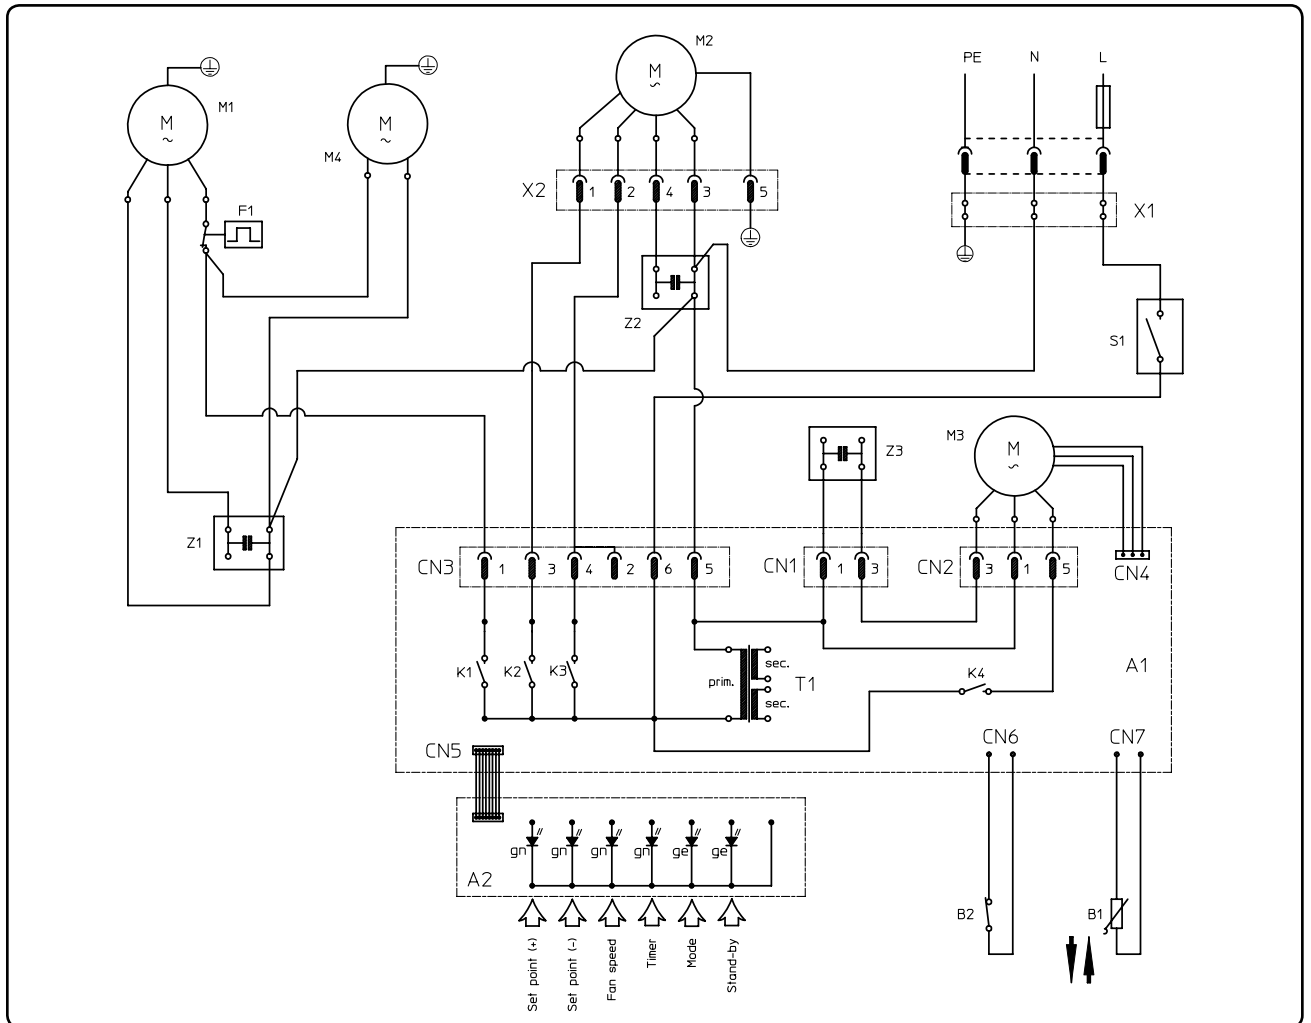 M1
M
~
M4
M
~
M2
M
~
PE
N
L
F1
X2
1
2
4
3
5
X1
Z2
S1
Z3
M3
M
~
Z1
CN3
1
3
4
2
6
5
CN1
1
3
CN2
3
1
5
CN4
K1
K2
K3
prim.
sec.
sec.
T1
K4
A1
CN5
CN6
CN7
gn
gn
gn
gn
ge
ge
A2
B2
B1
Set point (+)
Set point (-)
Fan speed
Timer
Mode
Stand-by